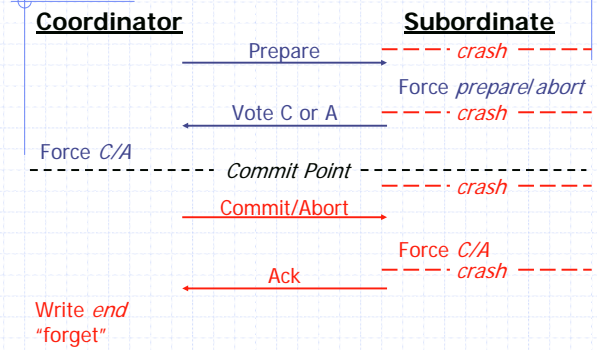 Coordinator
Subordinate
Prepare
crash
Force prepare/abort
Vote C or A
crash
Force C/A
Commit Point
crash
Commit/Abort
Force C/A
crash
Ack
Write end
"forget"